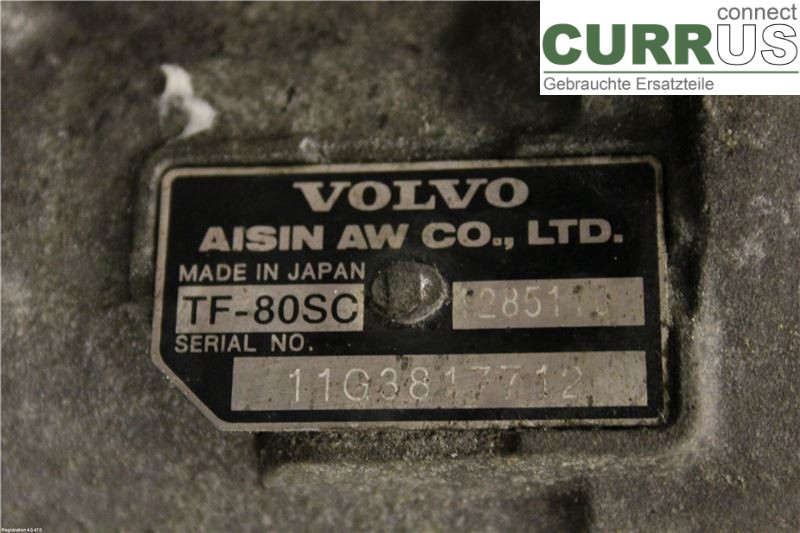 connect
CURRUS
Gebrauchte Ersatzteile
VOLVO
AISIN AW CO., LTD.
MADE IN JAPAN
TF-80SC
SERIAL NO.
11G3817712